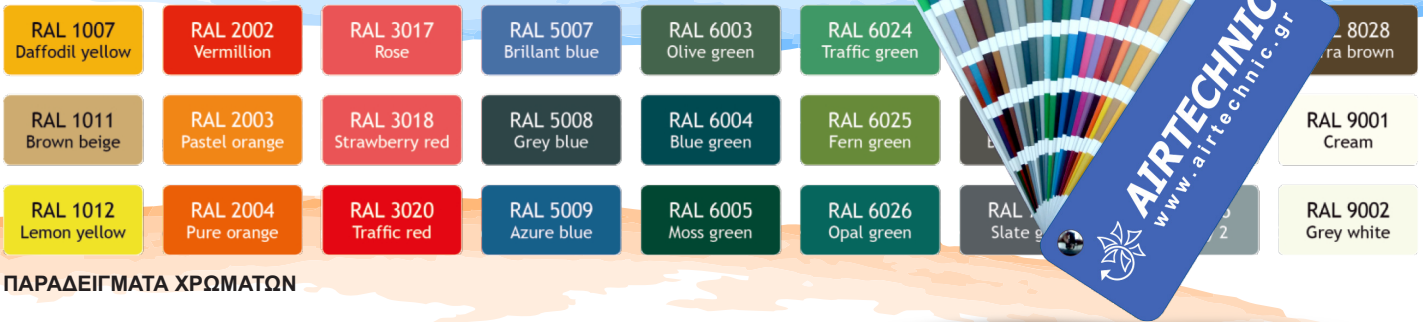 RAL 1007
Daffodil yellow
RAL 2002
Vermillion
RAL 3017
Rose
RAL 5007
Brillant blue
RAL 6003
Olive green
RAL 6024
Traffic green
8028
brown
RAL 1011
Brown beige
RAL 2003
Pastel orange
RAL 3018
Strawberry red
RAL 5008
Grey blue
RAL 6004
Blue green
RAL 6025
Fern green
RAL 9001
Cream
RAL 1012
Lemon yellow
RAL 2004
Pure orange
RAL 3020
Traffic red
RAL 5009
Azure blue
RAL 6005
Moss green
RAL 6026
Opal green
RAL
Slate
2
RAL 9002
Grey white
AIRTECHNIC
www.airtechnic.gr
ΠΑΡΑΔΕΙΓΜΑΤΑ ΧΡΩΜΑΤΩΝ